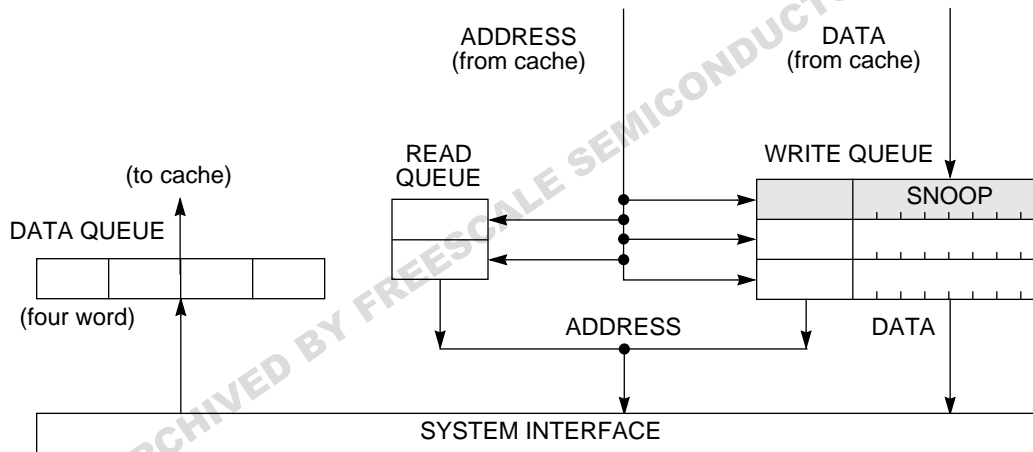 ADDRESS
(from cache)
DATA
(from cache)
READ
QUEUE
WRITE QUEUE
(to cache)
SNOOP
DATA QUEUE
(four word)
ADDRESS
DATA
SYSTEM INTERFACE
ARCHIVED BY FREESCALE SEMICONDUCTO